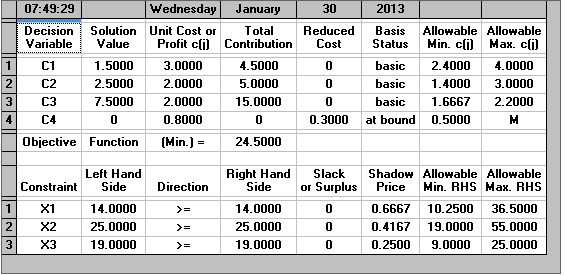 07:49:29 Wednesday January 30 2013
Decision Variable Solution Value Unit Cost or Profit c(j) Total Contribution Reduced Cost Basis Status Allowable Min. c(j) Allowable Max. c(j)
1 C1 1.5000 3.0000 4.5000 0 basic 2.4000 4.0000
2 C2 2.5000 2.0000 5.0000 0 basic 1.4000 3.0000
3 C3 7.5000 2.0000 15.0000 0 basic 1.6667 2.2000
4 C4 0 0.8000 0 0.3000 at bound 0.5000 M
Objective Function (Min.) = 24.5000
Constraint Left Hand Side Direction Right Hand Side Slack or Surplus Shadow Price Allowable Min. RHS Allowable Max. RHS
1 X1 14.0000 >= 14.0000 0 0.6667 10.2500 36.5000
2 X2 25.0000 >= 25.0000 0 0.4167 19.0000 55.0000
3 X3 19.0000 >= 19.0000 0 0.2500 9.0000 25.0000